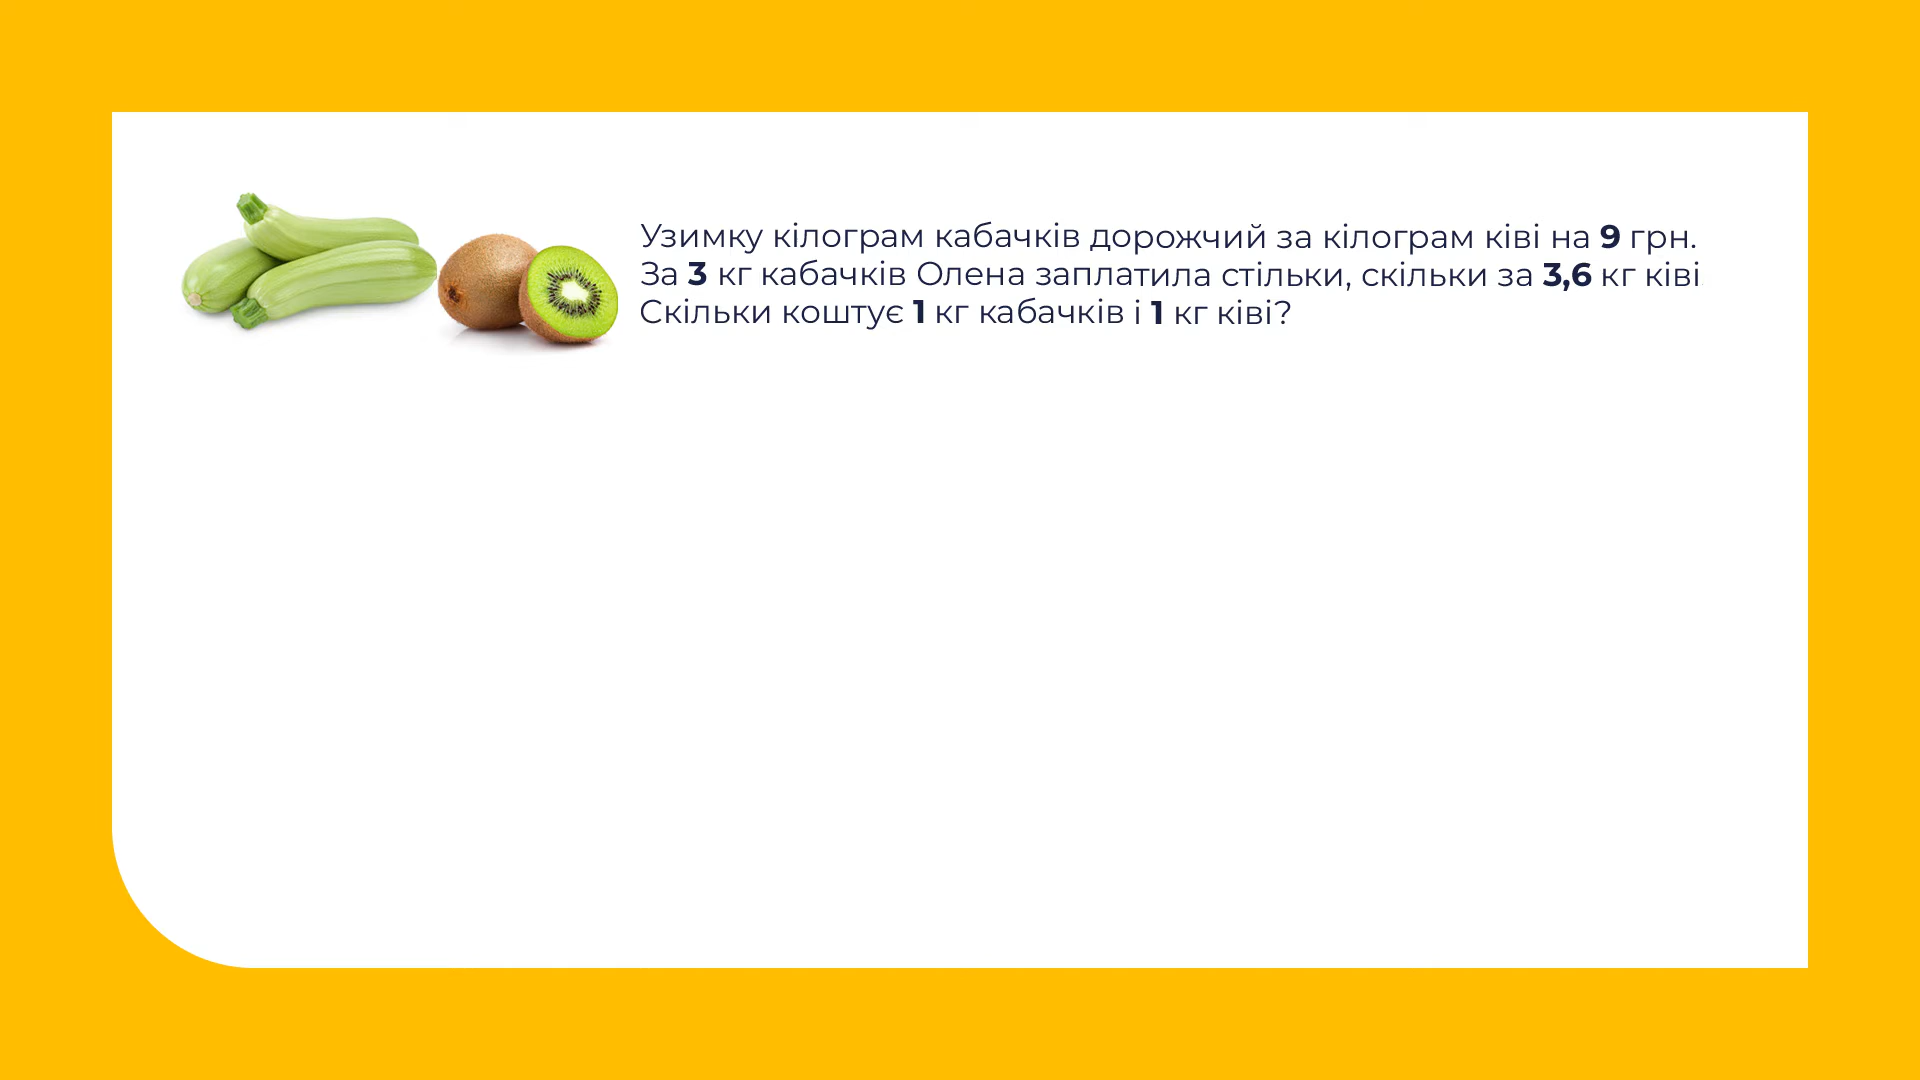 Узимку кілограм кабачків дорожчий за кілограм ківі на 9 грн.
За 3 кг кабачків Олена заплатила стільки, скільки за 3,6 кг ківі
Скільки коштує 1 кг кабачків і 1 кг ківі?